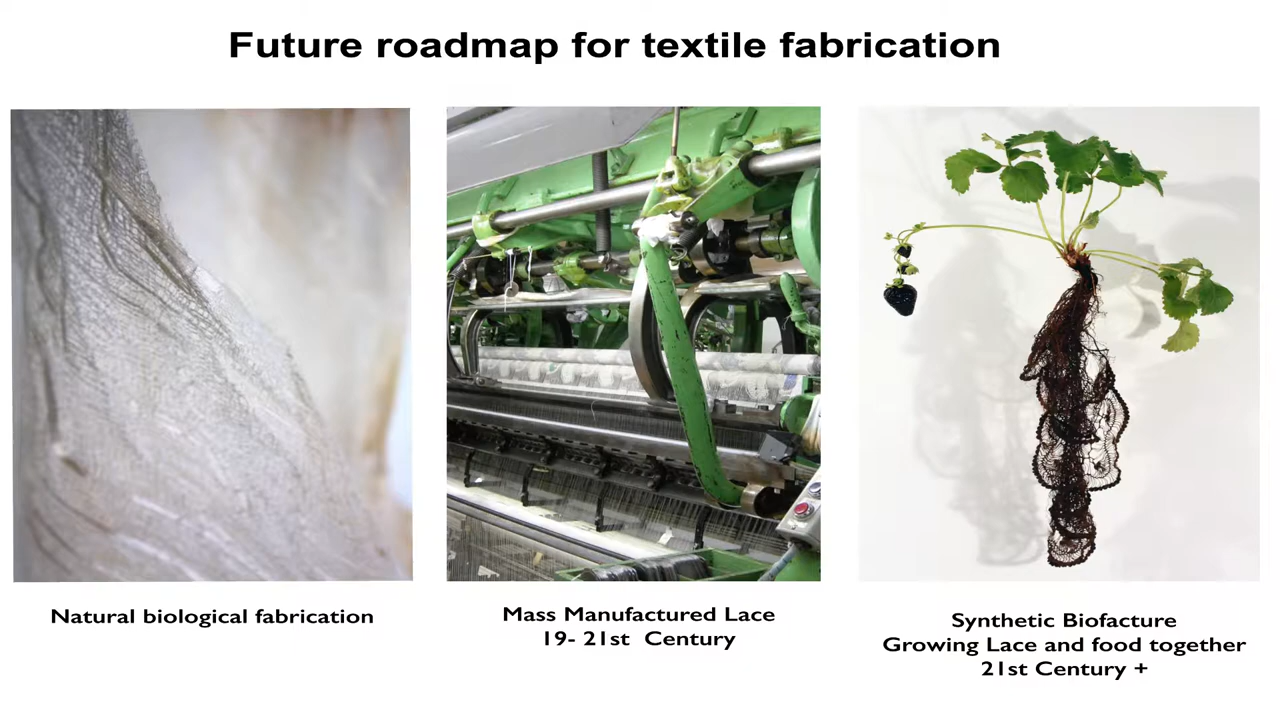 Future roadmap for textile fabrication
Natural biological fabrication
Mass Manufactured Lace
19- 21st Century
Synthetic Biofacture
Growing Lace and food together
21st Century +